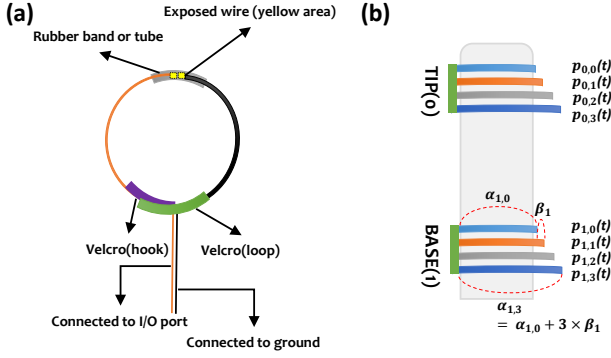 (a)
Exposed wire (yellow area)
Rubber band or tube
Velcro(hook)
Velcro(loop)
Connected to I/O port
Connected to ground
(b)
TIP(0)
p0,0(t)
p0,1(t)
p0,2(t)
p0,3(t)
α1,0
β1
BASE(1)
p1,0(t)
p1,1(t)
p1,2(t)
p1,3(t)
α1,3
= α1,0 + 3 × β1